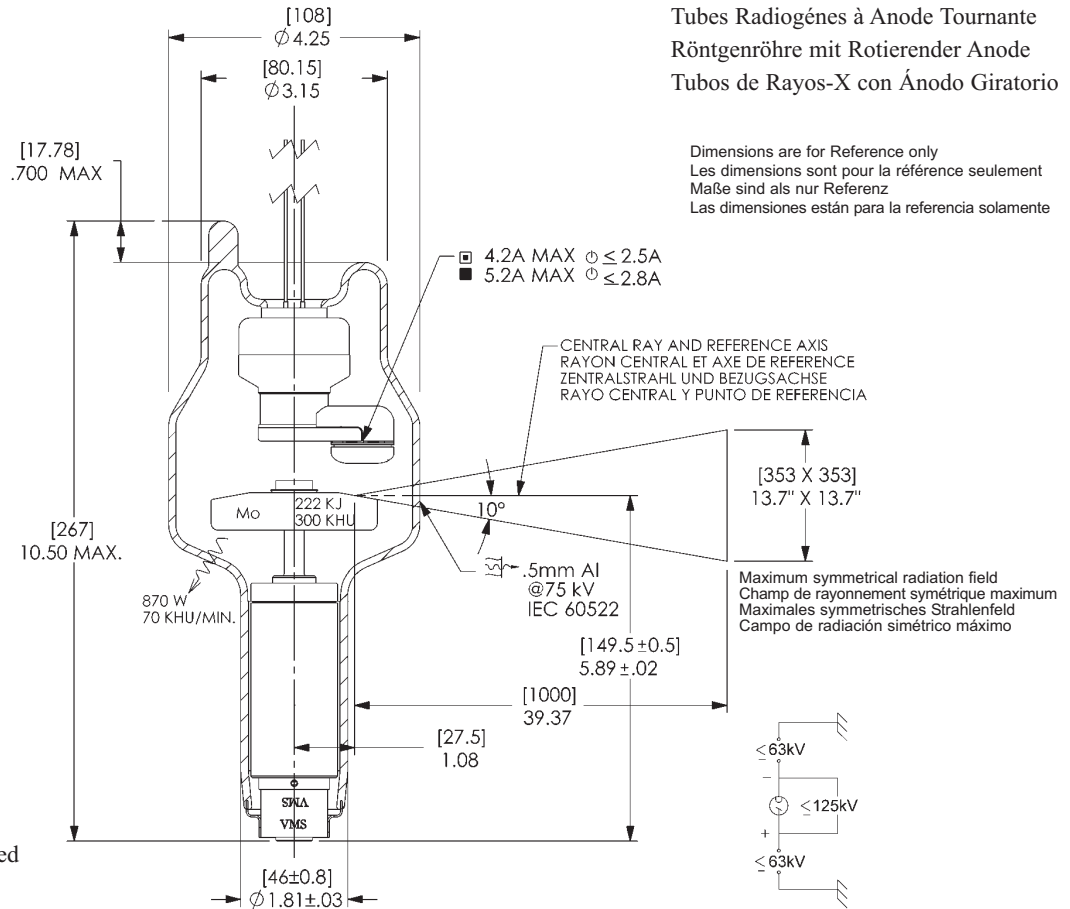 Tubes Radiogénes à Anode Tournante
Röntgenröhre mit Rotierender Anode
Tubos de Rayos-X con Ánodo Giratorio
Dimensions are for Reference only
Les dimensions sont pour la référence seulement
Maße sind als nur Referenz
Las dimensiones están para la referencia solamente
[108]
∅4.25
[80.15]
∅3.15
[17.78]
.700 MAX
4.2A MAX ≤ 2.5A
5.2A MAX ≤ 2.8A
CENTRAL RAY AND REFERENCE AXIS
RAYON CENTRAL ET AXE DE REFERENCE
ZENTRALSTRAHL UND BEZUGSACHSE
RAYO CENTRAL Y PUNTO DE REFERENCIA
[353 X 353]
13.7" X 13.7"
Mo
222 KJ
300 KHU
10°
[267]
10.50 MAX.
.5mm Al
@75 kV
IEC 60522
870 W
70 KHU/MIN.
Maximum symmetrical radiation field
Champ de rayonnement symétrique maximum
Maximales symmetrisches Strahlenfeld
Campo de radiación simétrico máximo
[149.5±0.5]
5.89±.02
[1000]
39.37
[27.5]
1.08
≤63kV
−
≤125kV
+
≤63kV
VMS
VMS
ed
[46±0.8]
∅1.81±.03